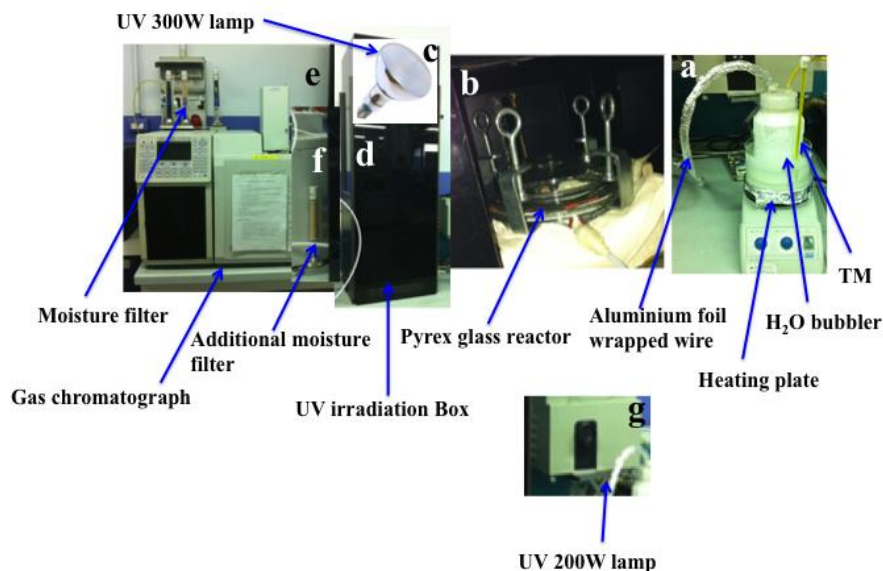 UV 300W lamp
c
a
e
b
f
d
TM
Moisture filter
Additional moisture
filter
Pyrex glass reactor
Aluminium foil
wrapped wire
H₂O bubbler
Heating plate
Gas chromatograph
UV irradiation Box
g
UV 200W lamp